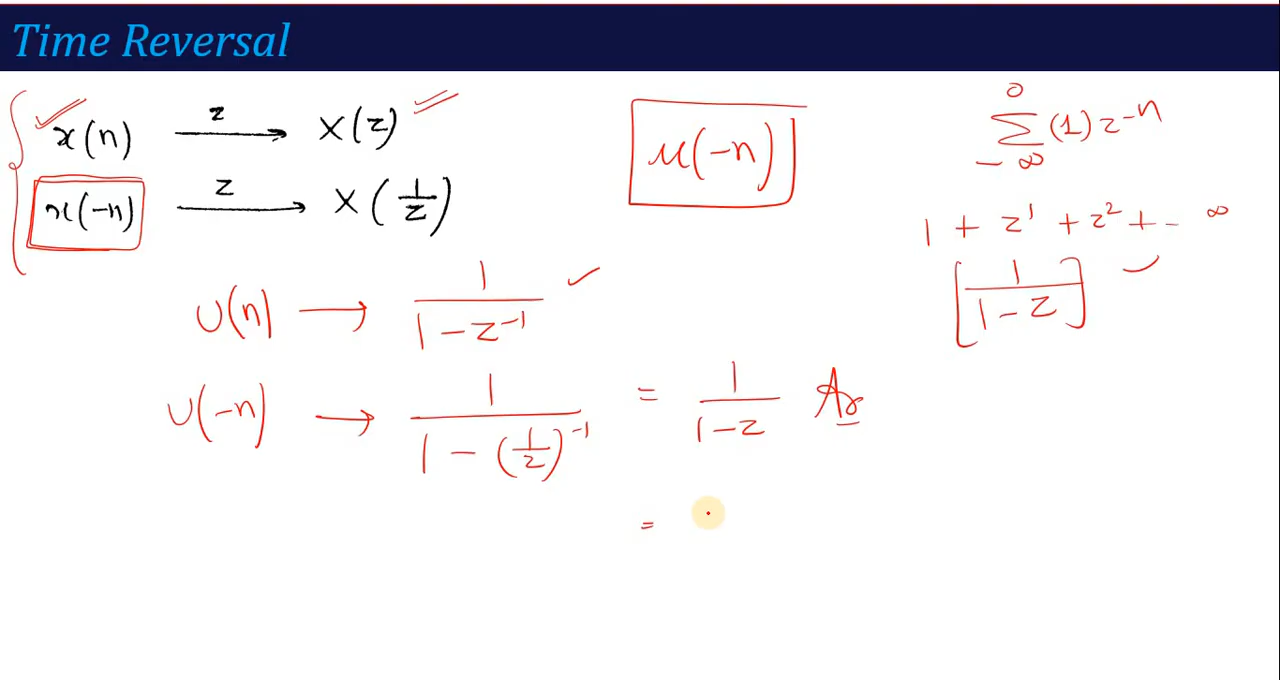 Time Reversal
x(n) —z→ X(z)
x(-n) —z→ X(1/z)
u(-n)
0
Σ (1) z^-n
-∞
1 + z^1 + z^2 + - ∞
[1/(1-z)]
U(n) → 1/(1-z^-1)
U(-n) → 1/(1-(1/z)^-1) = 1/(1-z)
=